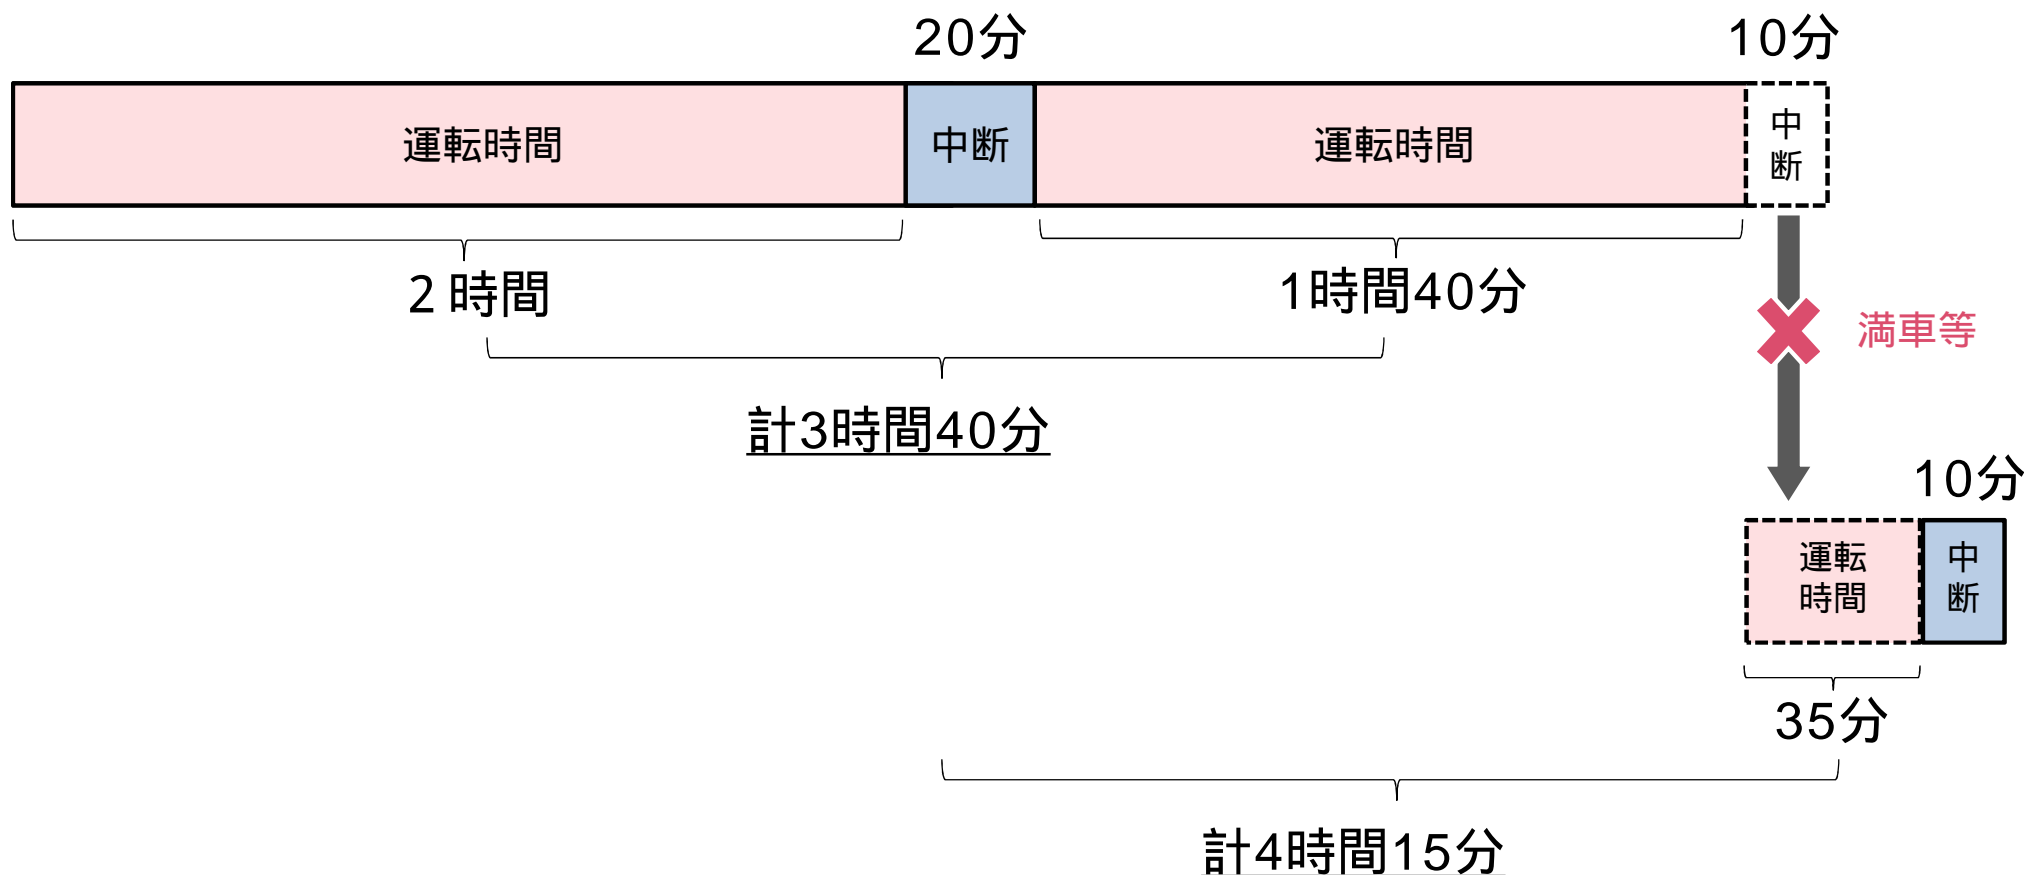 20分
10分
運転時間
中断
運転時間
中
断
2時間
1時間40分
満車等
計3時間40分
10分
運転
時間
中
断
35分
計4時間15分